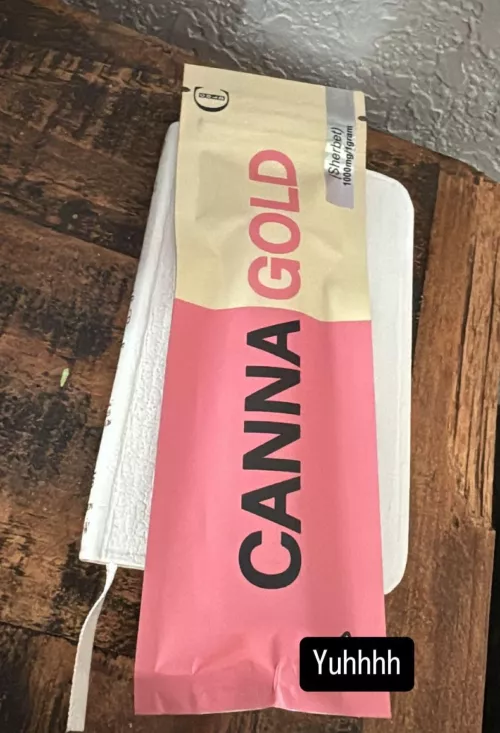 (Sherbet)
1000mg/1gram
CANNA GOLD
Yuhhhh